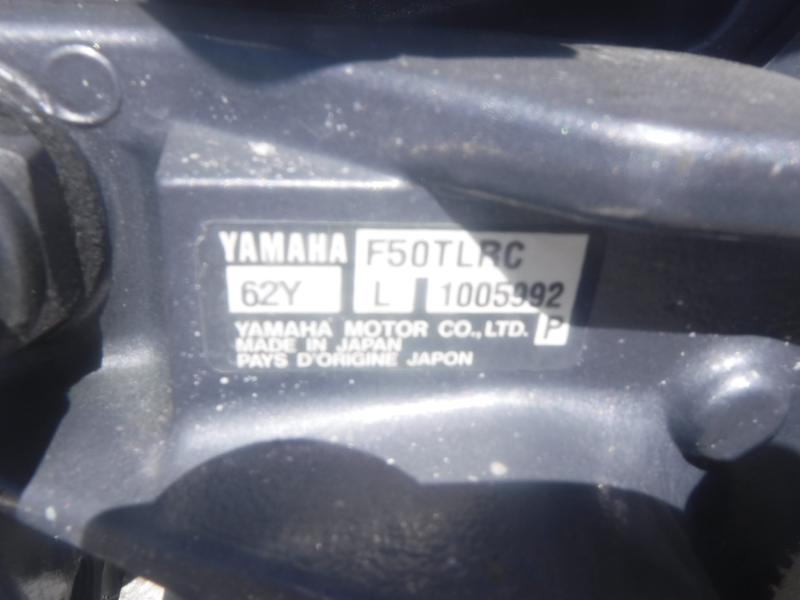 YAMAHA F50TLRC
62Y L 1005992
YAMAHA MOTOR CO.,LTD. P
MADE IN JAPAN
PAYS D'ORIGINE JAPON